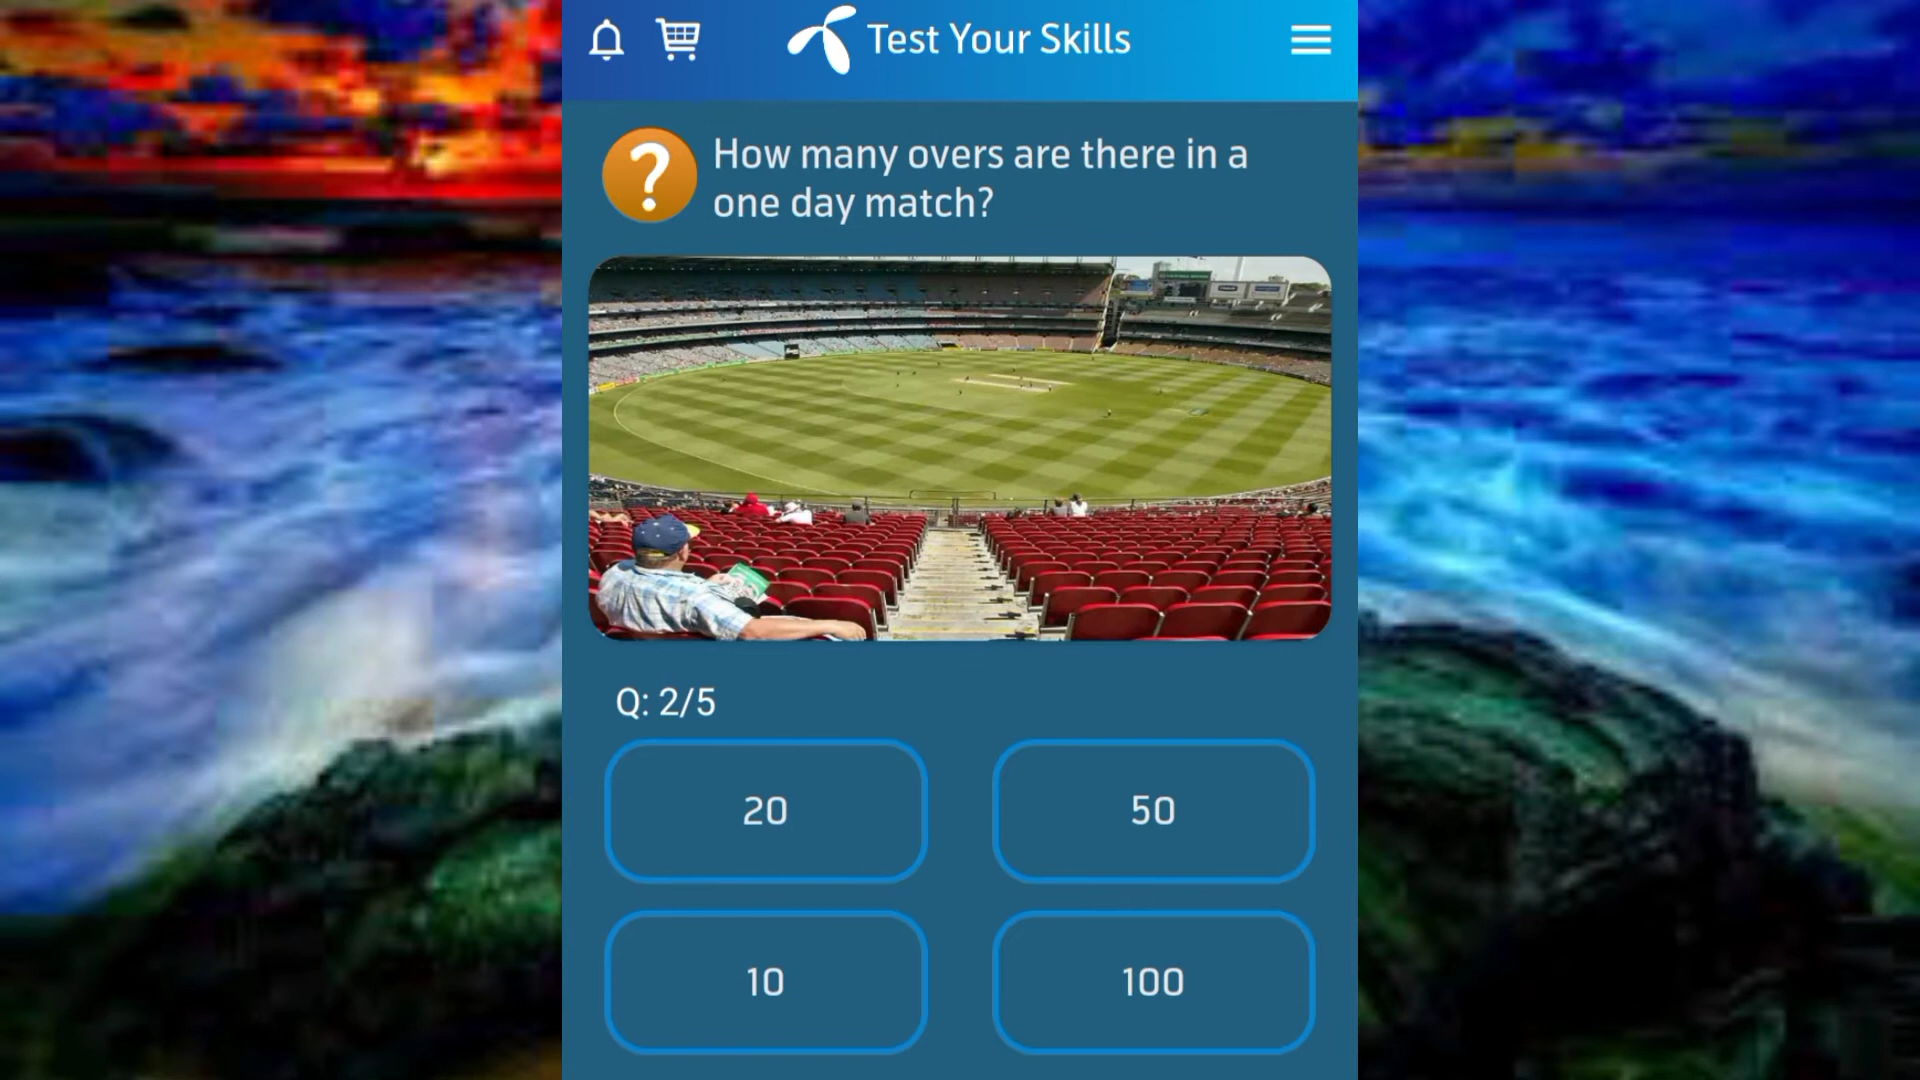 Test Your Skills
How many overs are there in a
one day match?
Q: 2/5
20
50
10
100